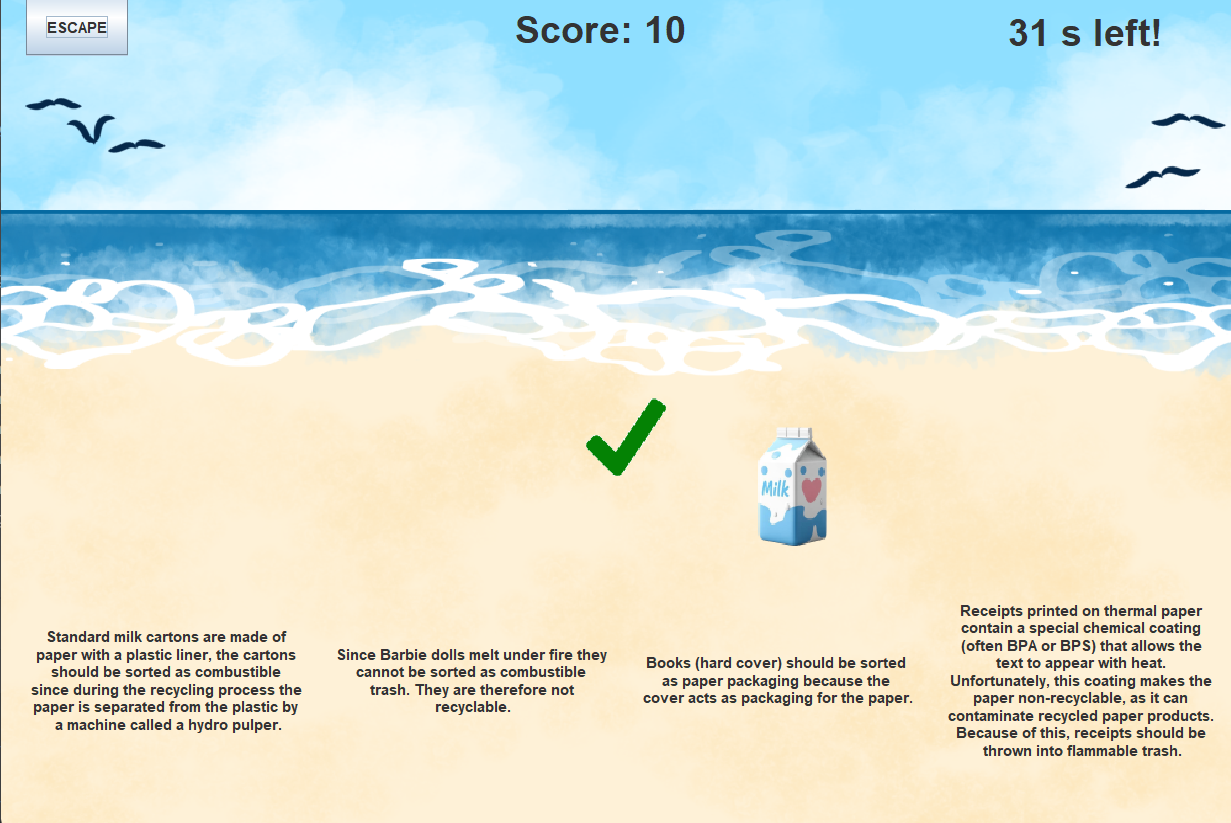 ESCAPE
Score: 10
31 s left!
Milk
Standard milk cartons are made of
paper with a plastic liner, the cartons
should be sorted as combustible
since during the recycling process the
paper is separated from the plastic by
a machine called a hydro pulper.
Since Barbie dolls melt under fire they
cannot be sorted as combustible
trash. They are therefore not
recyclable.
Books (hard cover) should be sorted
as paper packaging because the
cover acts as packaging for the paper.
Receipts printed on thermal paper
contain a special chemical coating
(often BPA or BPS) that allows the
text to appear with heat.
Unfortunately, this coating makes the
paper non-recyclable, as it can
contaminate recycled paper products.
Because of this, receipts should be
thrown into flammable trash.